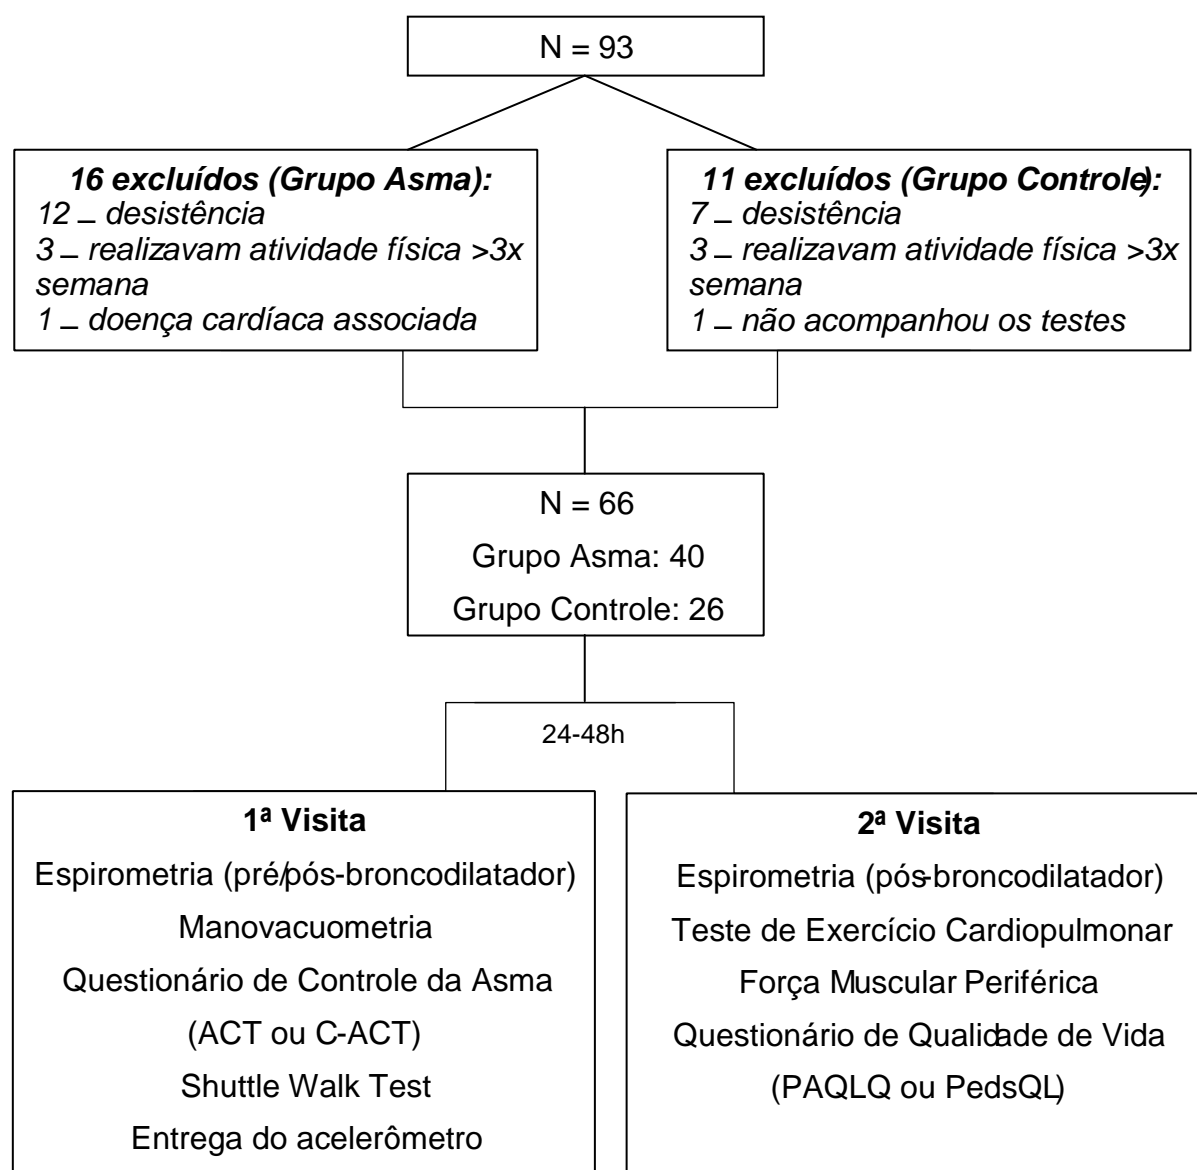 N = 93
16 excluídos (Grupo Asma):
12 – desistência
3 – realizavam atividade física >3x
semana
1 – doença cardíaca associada
11 excluídos (Grupo Controle):
7 – desistência
3 – realizavam atividade física >3x
semana
1 – não acompanhou os testes
N = 66
Grupo Asma: 40
Grupo Controle: 26
24-48h
1ª Visita
Espirometria (pré/pós-broncodilatador)
Manovacuometria
Questionário de Controle da Asma
(ACT ou C-ACT)
Shuttle Walk Test
Entrega do acelerômetro
2ª Visita
Espirometria (pós-broncodilatador)
Teste de Exercício Cardiopulmonar
Força Muscular Periférica
Questionário de Qualidade de Vida
(PAQLQ ou PedsQL)